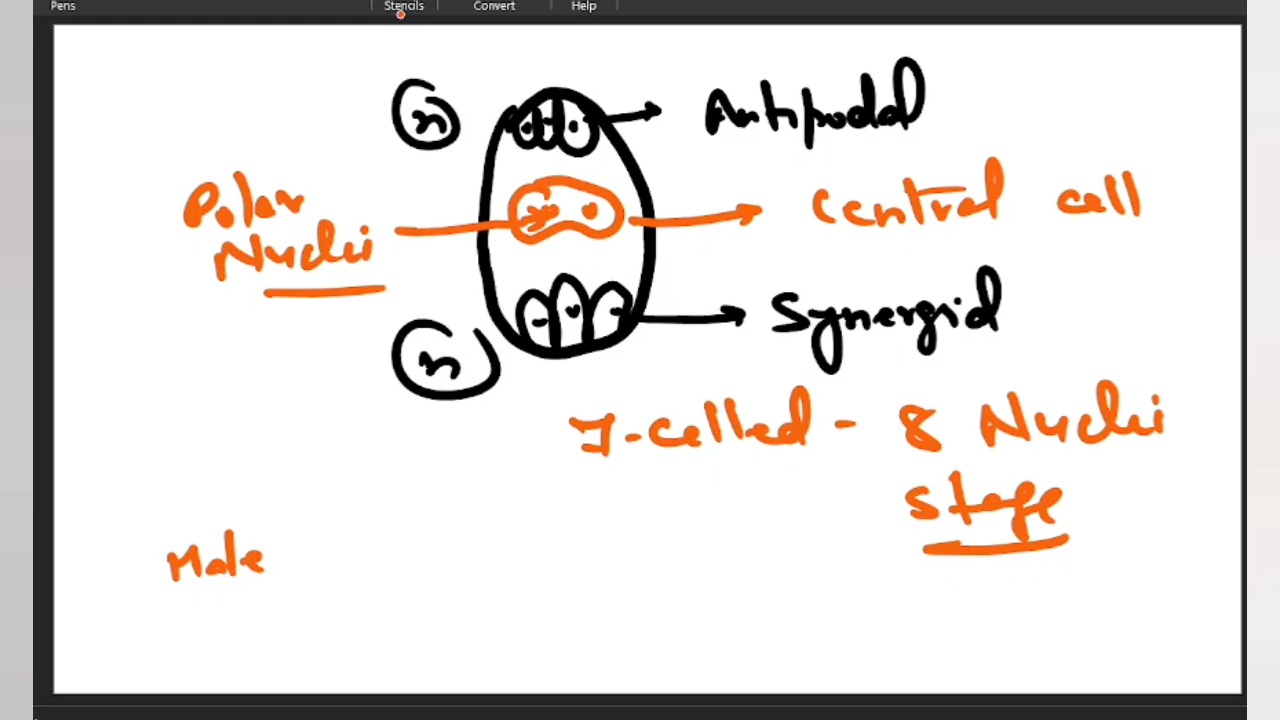 Pens Stencils Convert Help
n Antipodal
Polar
Nuclei
Central cell
Synergid
n
7-celled - 8 Nuclei
stage
Male